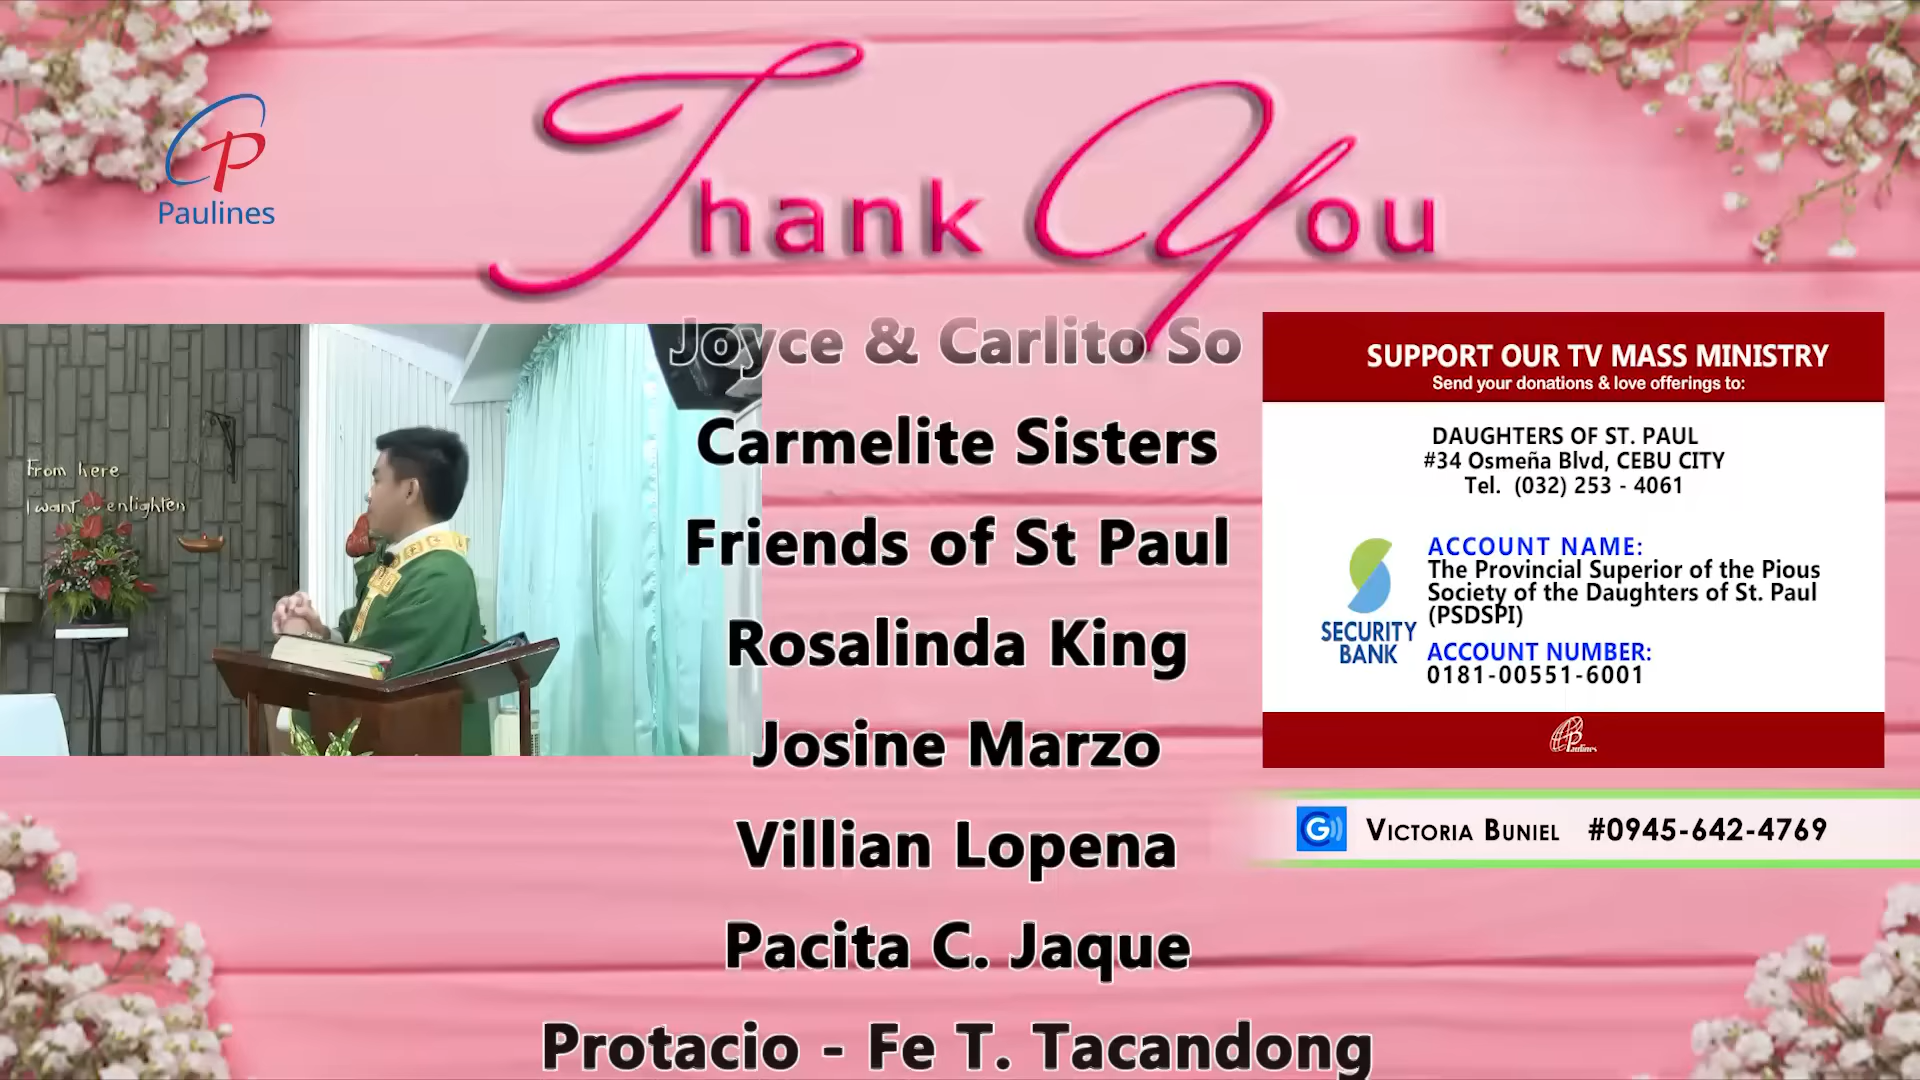 Thank You
Paulines
Joyce & Carlito So
Carmelite Sisters
Friends of St Paul
Rosalinda King
Josine Marzo
Villian Lopena
Pacita C. Jaque
Protacio - Fe T. Tacandong
From here
I want to enlighten
SUPPORT OUR TV MASS MINISTRY
Send your donations & love offerings to:
DAUGHTERS OF ST. PAUL
#34 Osmeña Blvd, CEBU CITY
Tel. (032) 253 - 4061
SECURITY
BANK
ACCOUNT NAME:
The Provincial Superior of the Pious
Society of the Daughters of St. Paul
(PSDSPI)
ACCOUNT NUMBER:
0181-00551-6001
Paulines
G VICTORIA BUNIEL #0945-642-4769